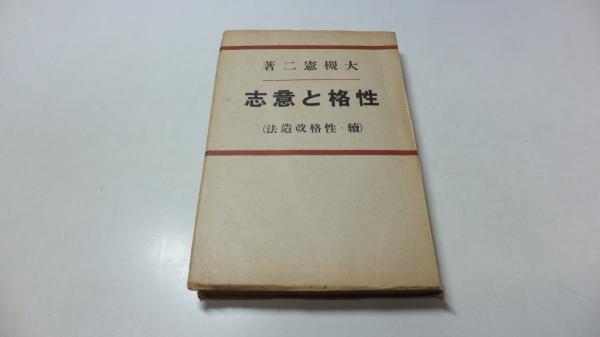 大槻憲二著
性格と意志
(續・性格改造法)